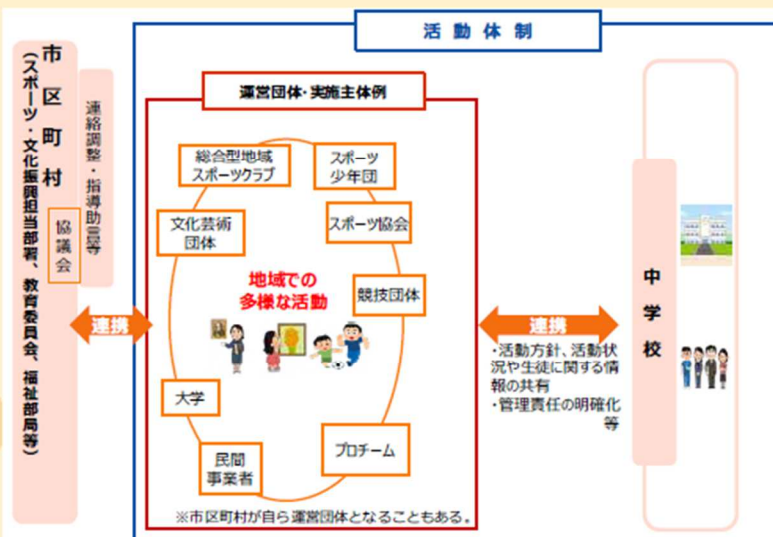 活動体制
市区町村
（スポーツ・文化振興担当部署、教育委員会、福祉部局等）
協議会
連絡調整・指導助言等
連携
運営団体・実施主体例
総合型地域
スポーツクラブ
スポーツ
少年団
文化芸術
団体
スポーツ協会
地域での
多様な活動
競技団体
大学
民間
事業者
プロチーム
※市区町村が自ら運営団体となることもある。
連携
・活動方針、活動状
況や生徒に関する情
報の共有
・管理責任の明確化
等
中学校